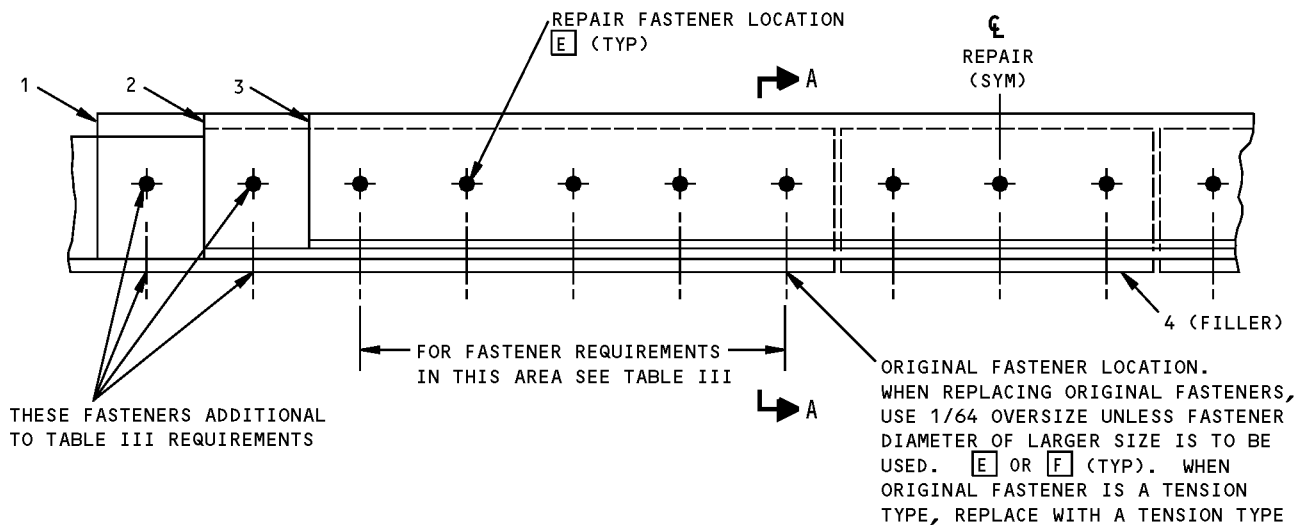 REPAIR FASTENER LOCATION
E (TYP)
℄
REPAIR
(SYM)
A
1
2
3
4 (FILLER)
FOR FASTENER REQUIREMENTS
IN THIS AREA SEE TABLE III
A
THESE FASTENERS ADDITIONAL
TO TABLE III REQUIREMENTS
ORIGINAL FASTENER LOCATION.
WHEN REPLACING ORIGINAL FASTENERS,
USE 1/64 OVERSIZE UNLESS FASTENER
DIAMETER OF LARGER SIZE IS TO BE
USED. E OR F (TYP). WHEN
ORIGINAL FASTENER IS A TENSION
TYPE, REPLACE WITH A TENSION TYPE